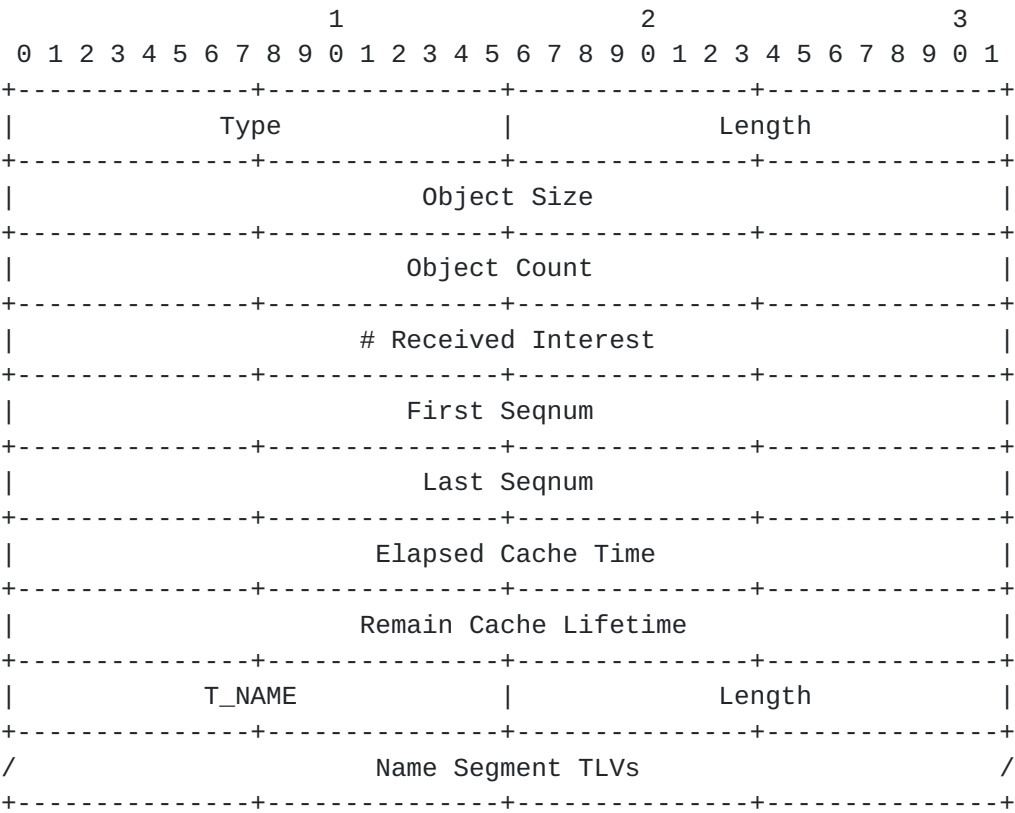 1                   2                   3
 0 1 2 3 4 5 6 7 8 9 0 1 2 3 4 5 6 7 8 9 0 1 2 3 4 5 6 7 8 9 0 1
+---------------+---------------+---------------+---------------+
|             Type              |             Length            |
+---------------+---------------+---------------+---------------+
|                          Object Size                          |
+---------------+---------------+---------------+---------------+
|                         Object Count                          |
+---------------+---------------+---------------+---------------+
|                      # Received Interest                      |
+---------------+---------------+---------------+---------------+
|                         First Seqnum                          |
+---------------+---------------+---------------+---------------+
|                          Last Seqnum                          |
+---------------+---------------+---------------+---------------+
|                       Elapsed Cache Time                      |
+---------------+---------------+---------------+---------------+
|                      Remain Cache Lifetime                    |
+---------------+---------------+---------------+---------------+
|            T_NAME             |             Length            |
+---------------+---------------+---------------+---------------+
/                       Name Segment TLVs                       /
+---------------+---------------+---------------+---------------+